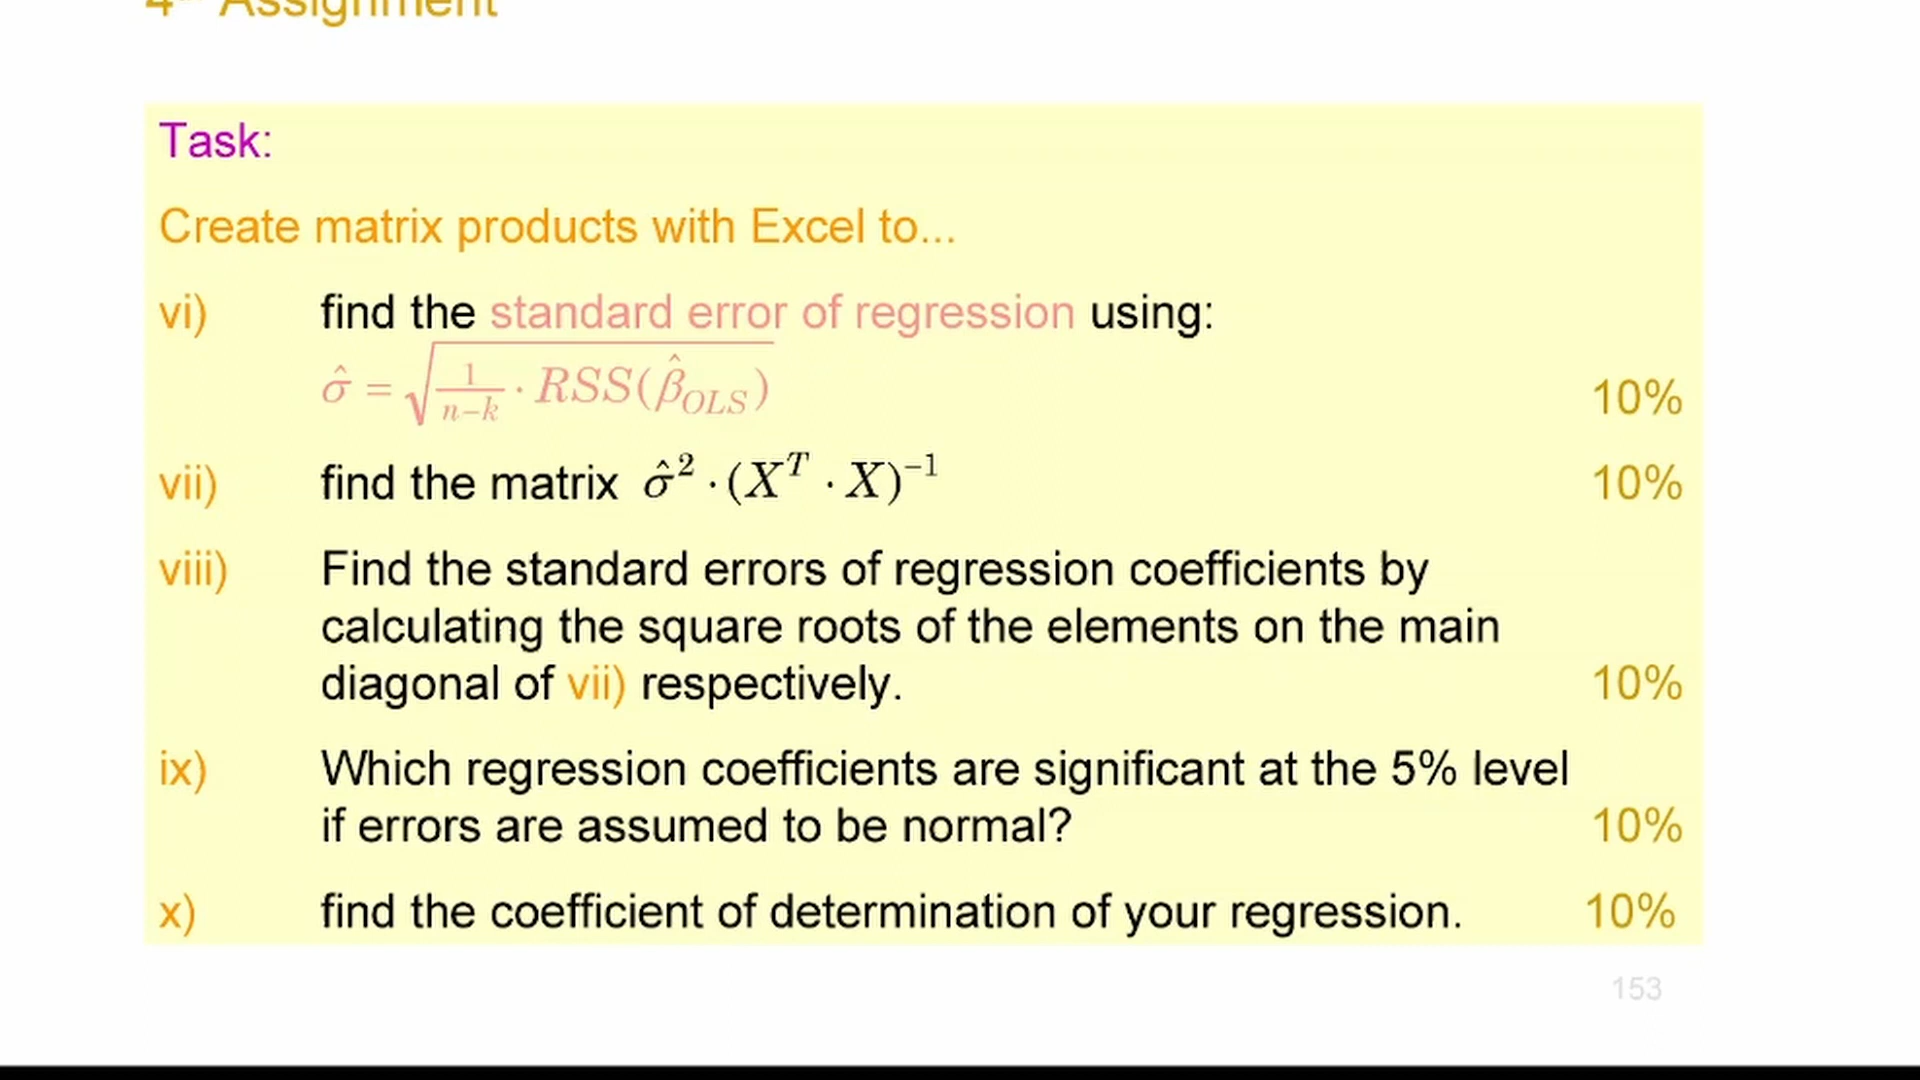 4th Assignment
Task:
Create matrix products with Excel to...
vi) find the standard error of regression using:
σ̂ = √(1/(n−k)) · RSS(β̂_OLS) 10%
vii) find the matrix σ̂² · (Xᵀ · X)⁻¹ 10%
viii) Find the standard errors of regression coefficients by
calculating the square roots of the elements on the main
diagonal of vii) respectively. 10%
ix) Which regression coefficients are significant at the 5% level
if errors are assumed to be normal? 10%
x) find the coefficient of determination of your regression. 10%
153